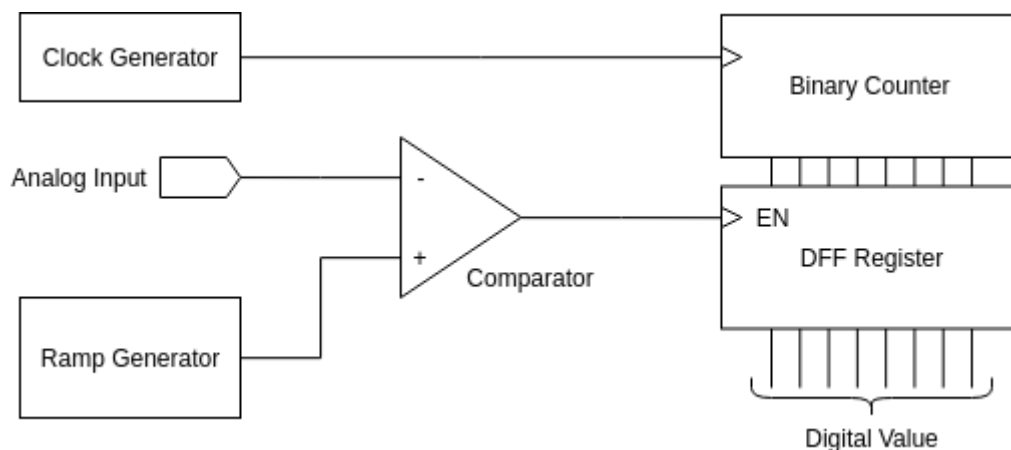 Clock Generator
Binary Counter
Analog Input
-
+
Comparator
EN
DFF Register
Ramp Generator
Digital Value